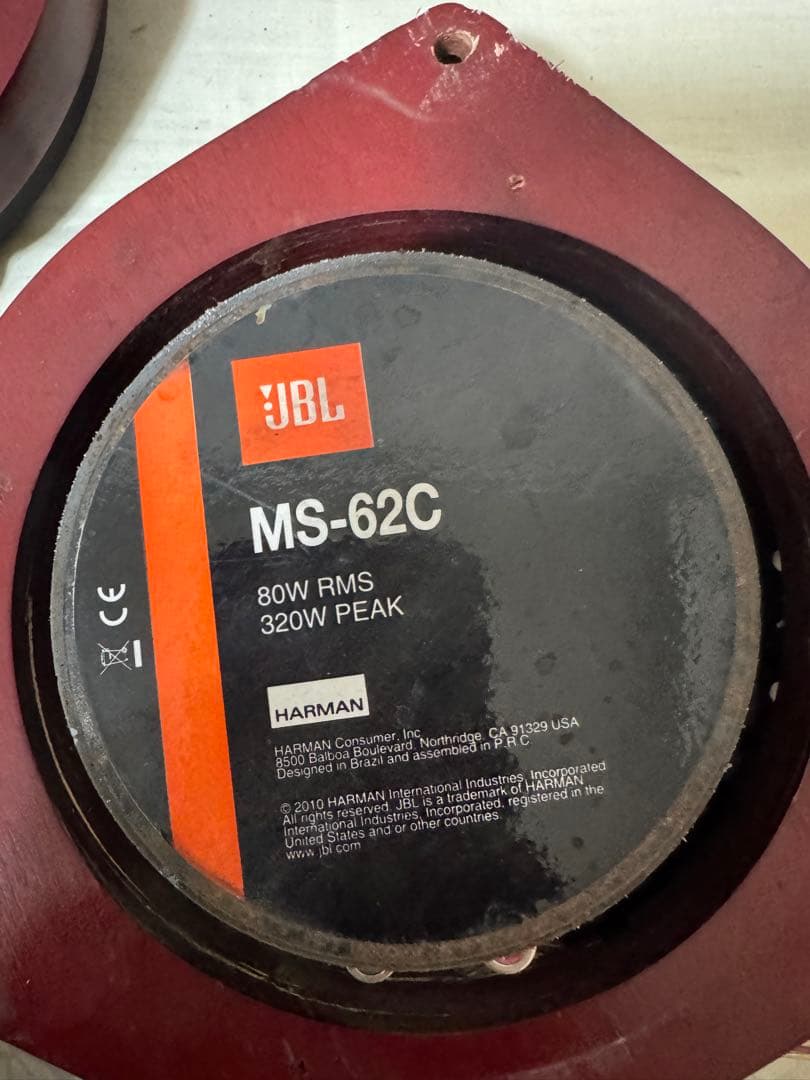 JBL
MS-62C
80W RMS
320W PEAK
CE
HARMAN
HARMAN Consumer, Inc.
8500 Balboa Boulevard, Northridge, CA 91329 USA
Designed in Brazil and assembled in P.R.C.
© 2010 HARMAN International Industries, Incorporated.
All rights reserved. JBL is a trademark of HARMAN
International Industries, Incorporated, registered in the
United States and or other countries.
www.jbl.com